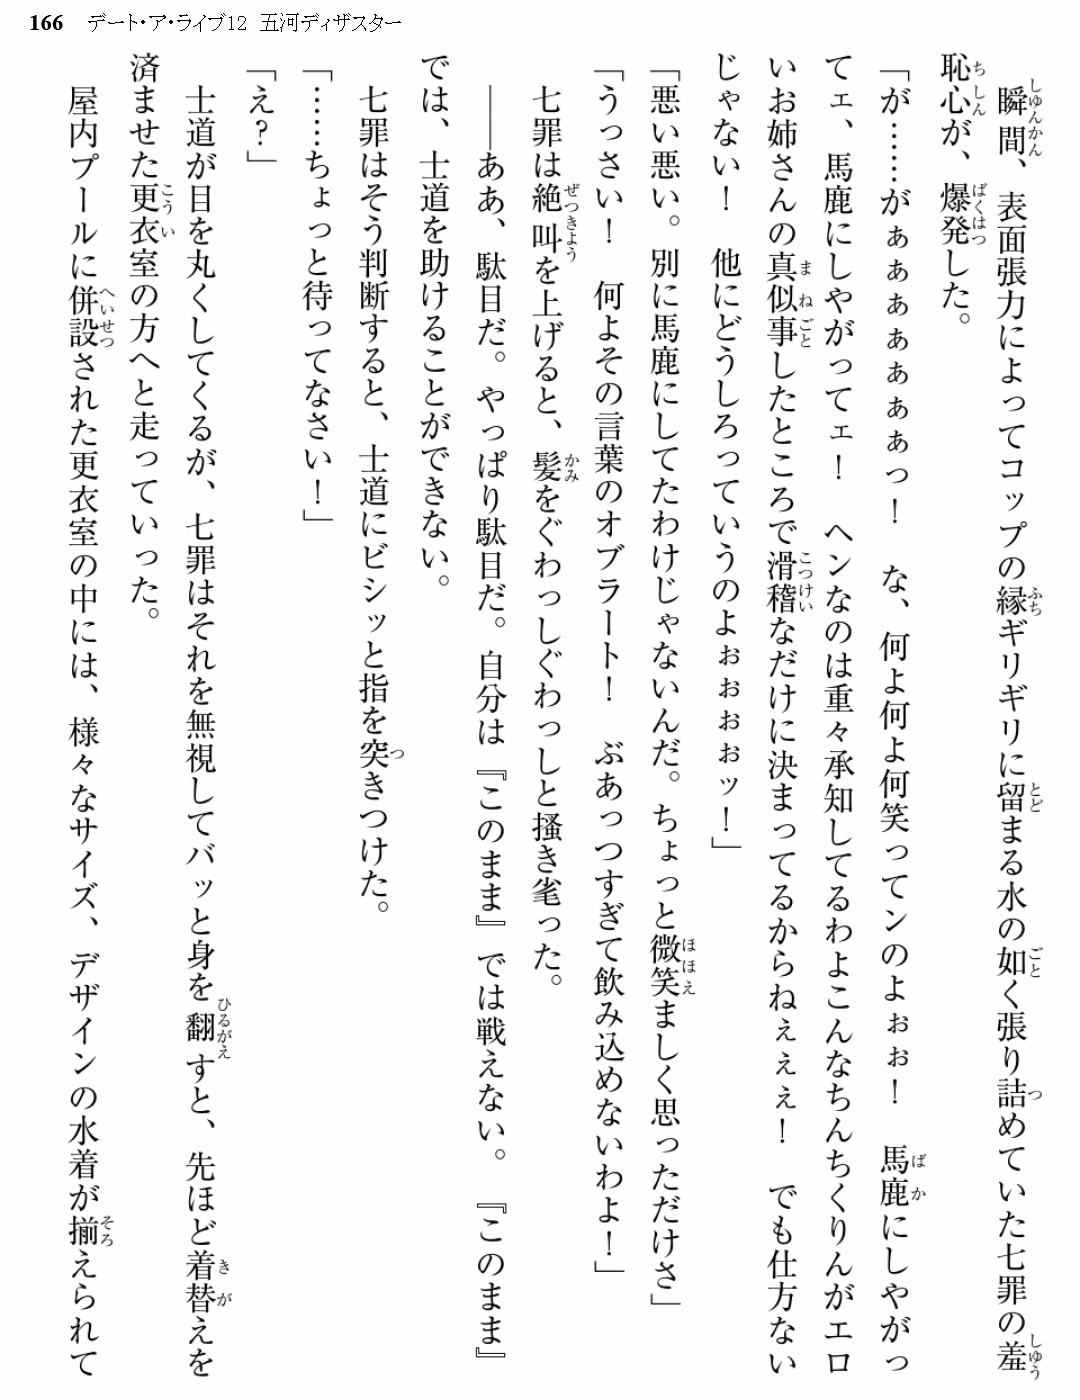 166 デート・ア・ライブ12 五河ディザスター
瞬間、表面張力によってコップの縁ギリギリに留まる水の如く張り詰めていた七罪の羞
恥心が、爆発した。
「が……がぁぁぁぁぁぁぁっ！　な、何よ何よ何笑ってンのよぉぉ！　馬鹿にしやがっ
てェ、馬鹿にしやがってェ！　ヘンなのは重々承知してるわよこんなちんちくりんがエロ
いお姉さんの真似事したところで滑稽なだけに決まってるからねぇぇぇ！　でも仕方ない
じゃない！　他にどうしろっていうのよぉぉぉぉッ！」
「悪い悪い。別に馬鹿にしてたわけじゃないんだ。ちょっと微笑ましく思っただけさ」
「うっさい！　何よその言葉のオブラート！　ぶあっつすぎて飲み込めないわよ！」
七罪は絶叫を上げると、髪をぐわっしぐわっしと掻き毟った。
――ああ、駄目だ。やっぱり駄目だ。自分は『このまま』では戦えない。『このまま』
では、士道を助けることができない。
七罪はそう判断すると、士道にビシッと指を突きつけた。
「……ちょっと待ってなさい！」
「え？」
士道が目を丸くしてくるが、七罪はそれを無視してバッと身を翻すと、先ほど着替えを
済ませた更衣室の方へと走っていった。
屋内プールに併設された更衣室の中には、様々なサイズ、デザインの水着が揃えられて